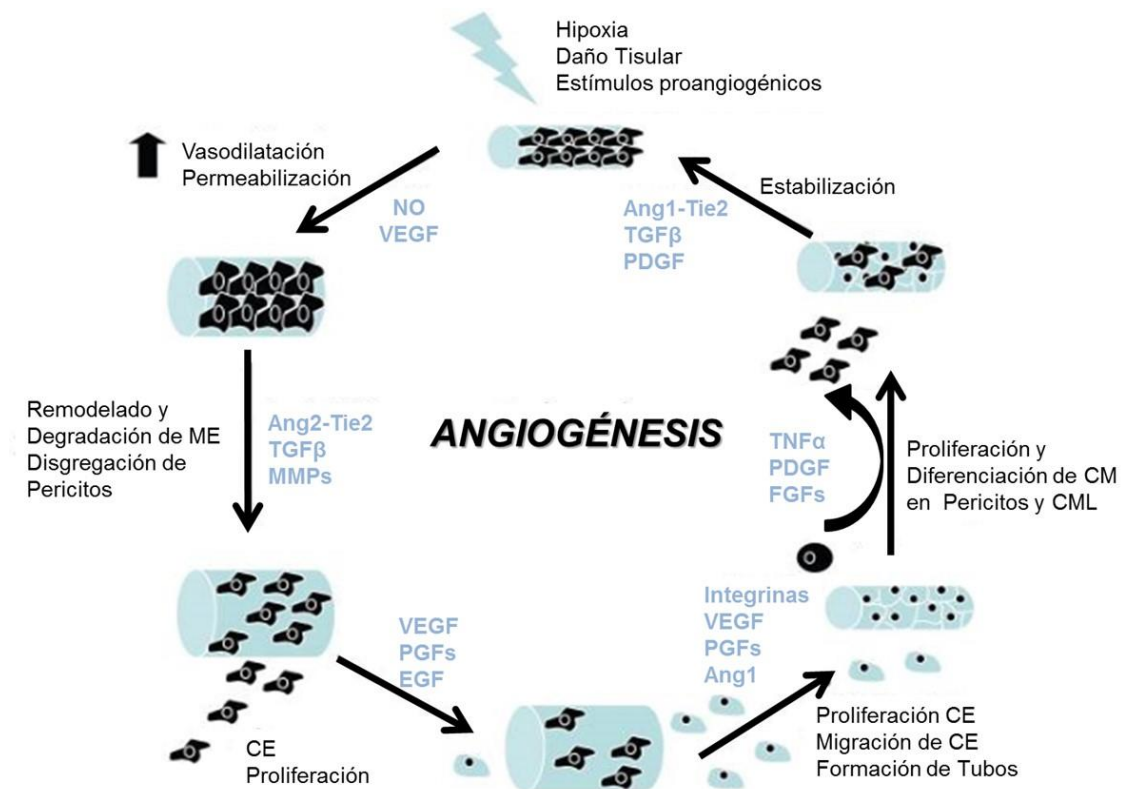 Hipoxia
Daño Tisular
Estímulos proangiogénicos
Vasodilatación
Permeabilización
NO
VEGF
Estabilización
Ang1-Tie2
TGFβ
PDGF
Remodelado y
Degradación de ME
Disgregación de
Pericitos
Ang2-Tie2
TGFβ
MMPs
ANGIOGÉNESIS
TNFα
PDGF
FGFs
Proliferación y
Diferenciación de CM
en Pericitos y CML
VEGF
PGFs
EGF
Integrinas
VEGF
PGFs
Ang1
CE
Proliferación
Proliferación CE
Migración de CE
Formación de Tubos